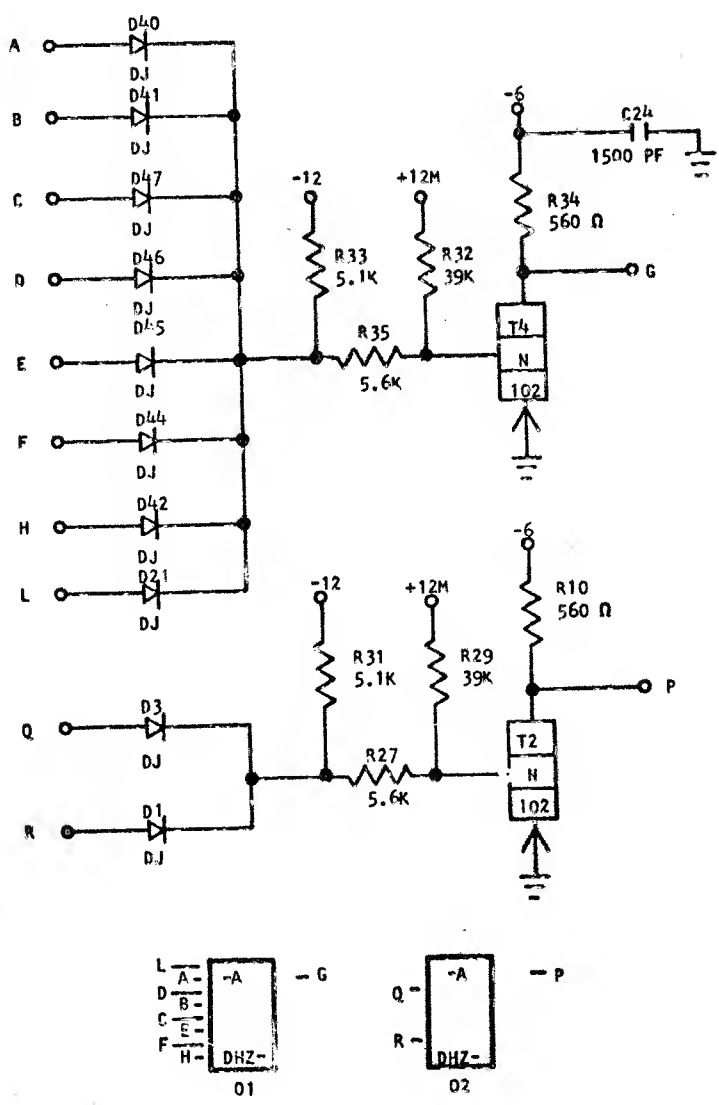 D40
A
DJ
D41
B
DJ
D47
C
DJ
D46
D
DJ
D45
E
DJ
D44
F
DJ
D42
H
DJ
D21
L
DJ
-12
+12M
R33
5.1K
R32
39K
R35
5.6K
-6
C24
1500 PF
R34
560 Ω
G
T4
N
102
-6
-12
+12M
R10
560 Ω
R31
5.1K
R29
39K
P
D3
Q
DJ
R27
5.6K
T2
N
102
D1
R
DJ
L
A
D
B
C
E
F
H
-A
DHZ-
G
01
Q
R
-A
DHZ-
P
02